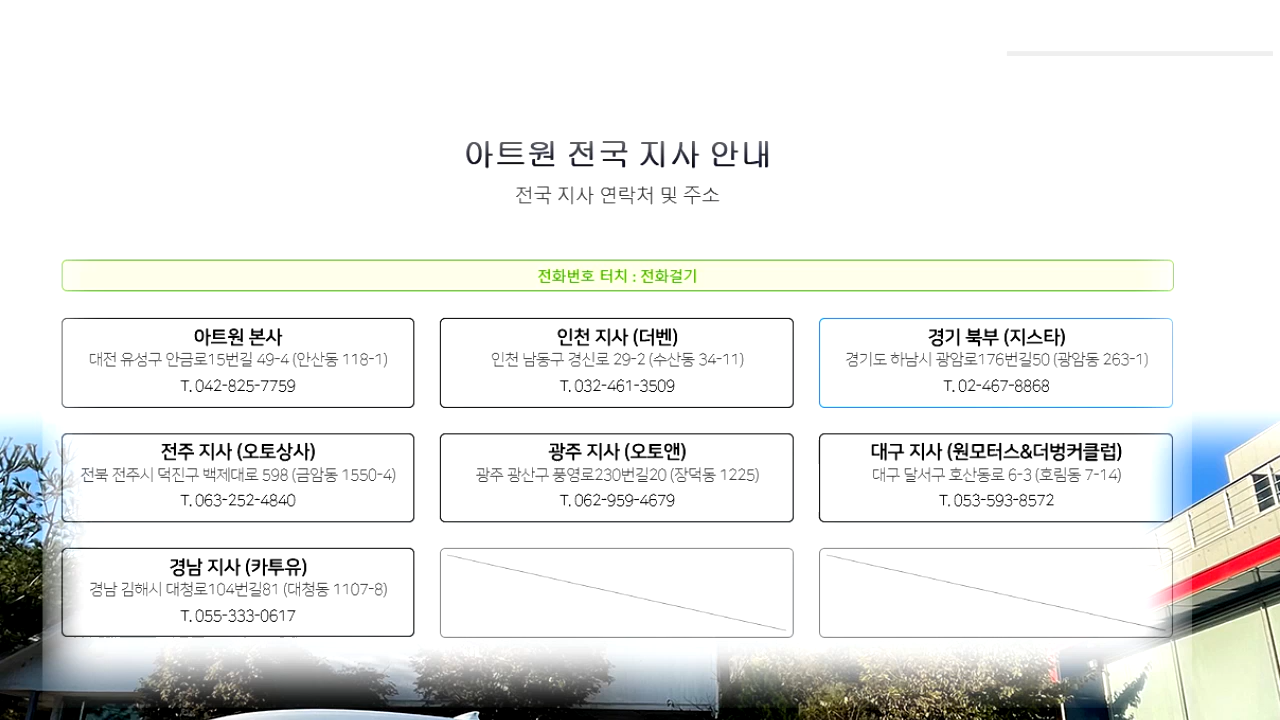 아트원 전국 지사 안내
전국 지사 연락처 및 주소
전화번호 터치 : 전화걸기
아트원 본사
대전 유성구 안금로15번길 49-4 (안산동 118-1)
T. 042-825-7759
인천 지사 (더벤)
인천 남동구 경신로 29-2 (수산동 34-11)
T. 032-461-3509
경기 북부 (지스타)
경기도 하남시 광암로176번길50 (광암동 263-1)
T. 02-467-8868
전주 지사 (오토상사)
전북 전주시 덕진구 백제대로 598 (금암동 1550-4)
T. 063-252-4840
광주 지사 (오토앤)
광주 광산구 풍영로230번길20 (장덕동 1225)
T. 062-959-4679
대구 지사 (원모터스&더벙커클럽)
대구 달서구 호산동로 6-3 (호림동 7-14)
T. 053-593-8572
경남 지사 (카투유)
경남 김해시 대청로104번길81 (대청동 1107-8)
T. 055-333-0617